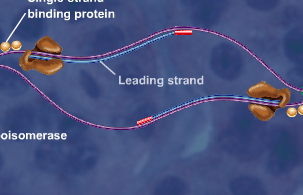 Single strand
binding protein
Leading strand
oisomerase